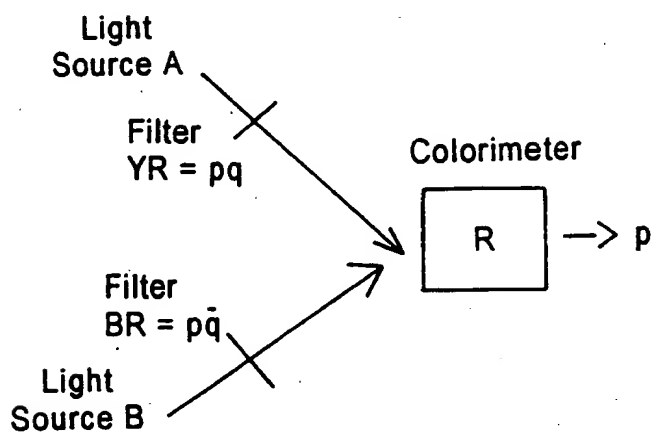 Light
Source A
Filter
YR = pq
Colorimeter
R
p
Filter
BR = pq̄
Light
Source B